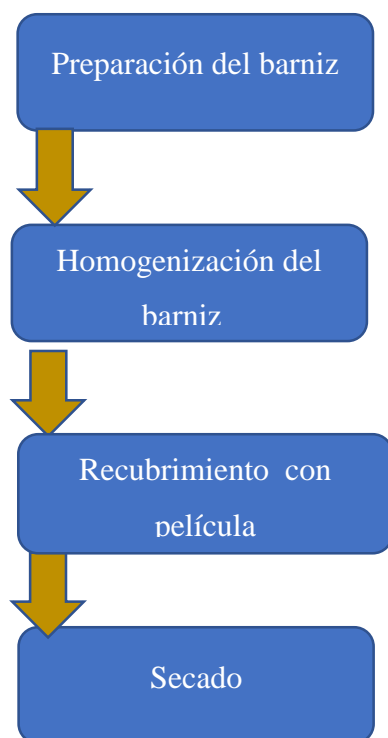 Preparación del barniz
Homogenización del
barniz
Recubrimiento con
película
Secado